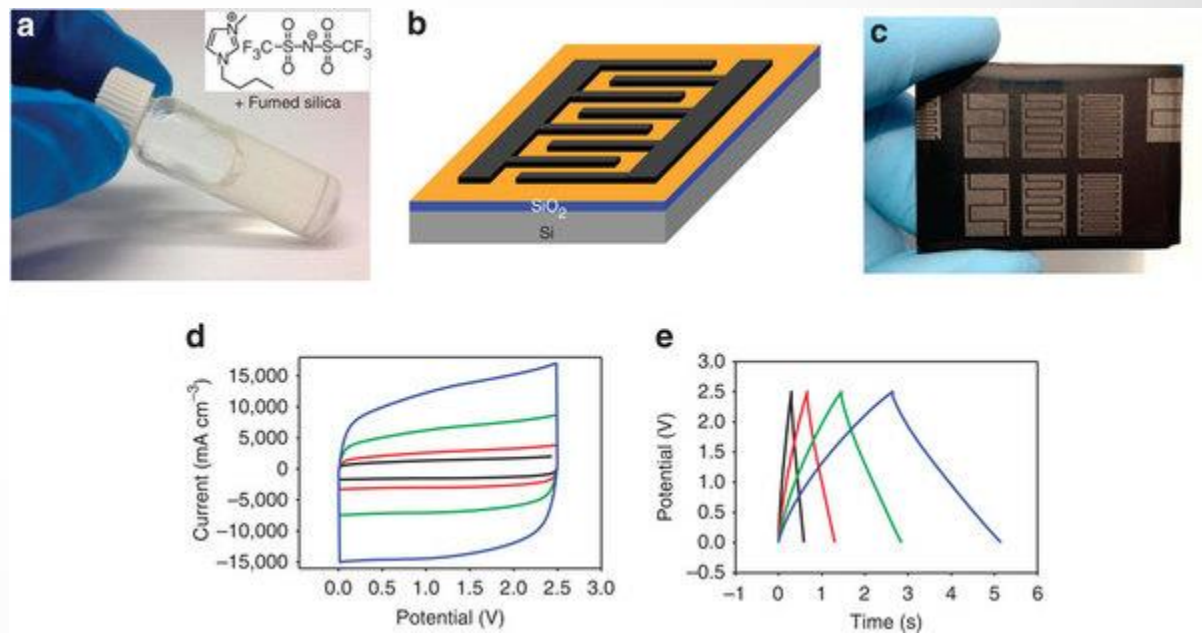 a
N
⊕
N
F₃C—S—N—S—CF₃
O O
⊖
O O
+ Fumed silica
b
SiO₂
Si
c
d
Current (mA cm⁻³)
15,000
10,000
5,000
0
−5,000
−10,000
−15,000
0.0 0.5 1.0 1.5 2.0 2.5 3.0
Potential (V)
e
Potential (V)
3.0
2.5
2.0
1.5
1.0
0.5
0.0
−0.5
−1 0 1 2 3 4 5 6
Time (s)